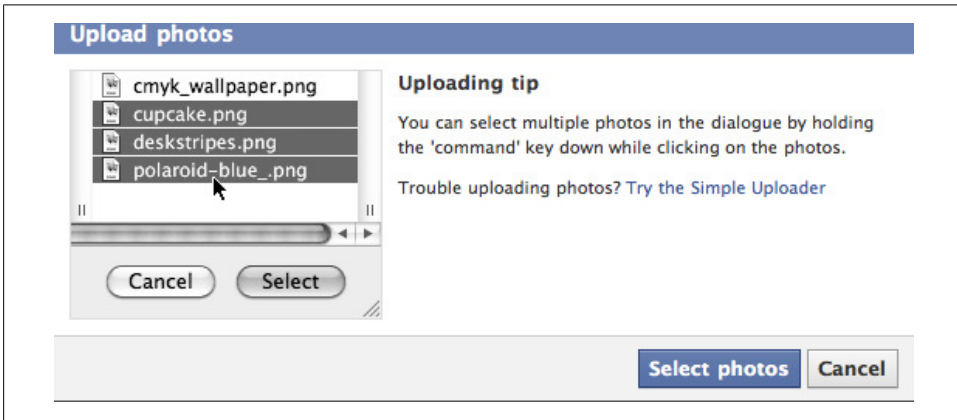 Upload photos
cmyk_wallpaper.png
cupcake.png
deskstripes.png
polaroid-blue_.png
Cancel
Select
Uploading tip
You can select multiple photos in the dialogue by holding
the 'command' key down while clicking on the photos.
Trouble uploading photos? Try the Simple Uploader
Select photos
Cancel